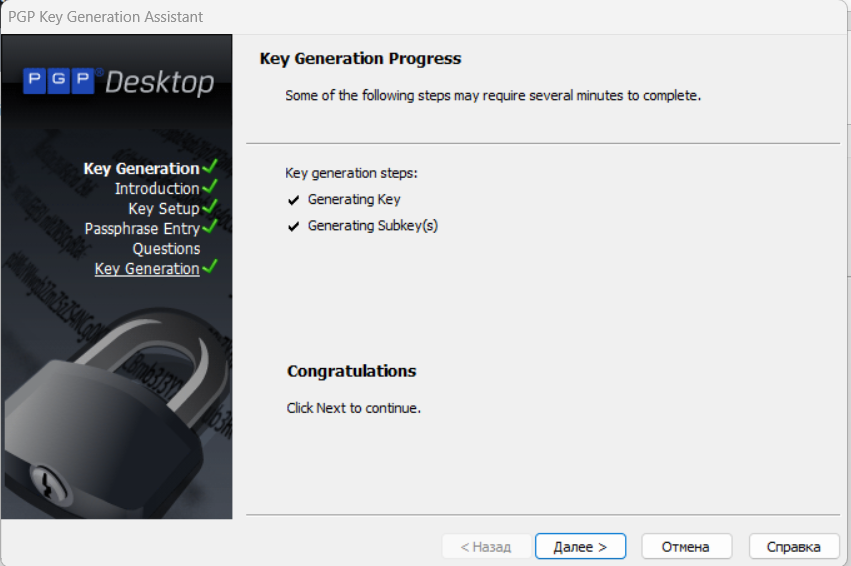 PGP Key Generation Assistant
PGP® Desktop
Key Generation
Introduction
Key Setup
Passphrase Entry
Questions
Key Generation
Key Generation Progress
Some of the following steps may require several minutes to complete.
Key generation steps:
Generating Key
Generating Subkey(s)
Congratulations
Click Next to continue.
< Назад
Далее >
Отмена
Справка